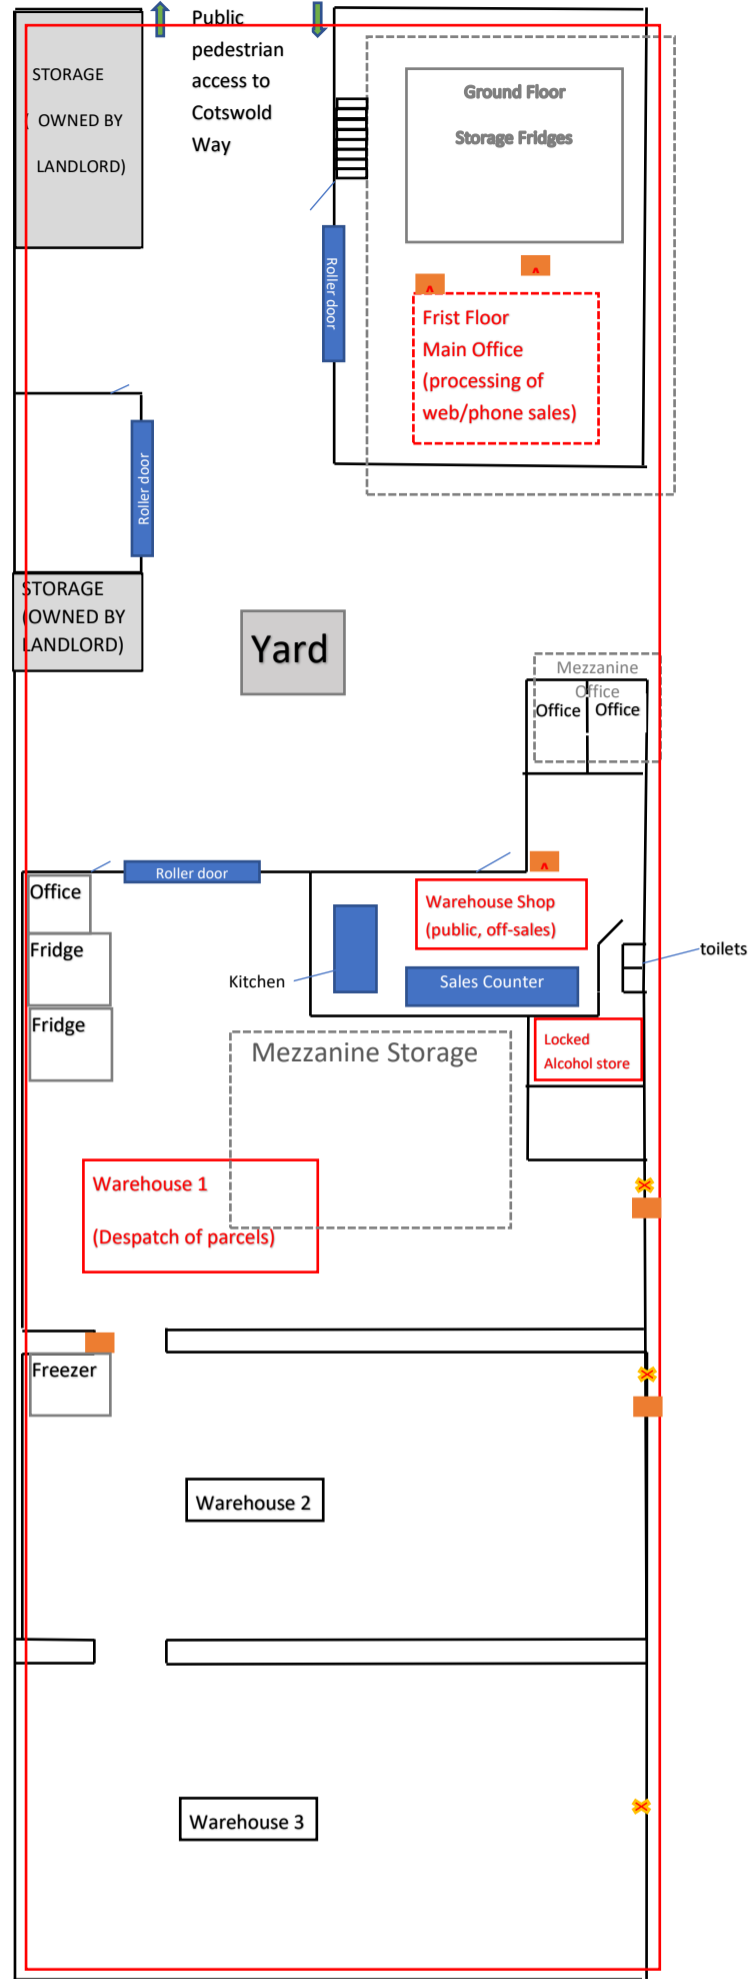 Public
pedestrian
access to
Cotswold
Way
STORAGE
( OWNED BY
LANDLORD)
Ground Floor
Storage Fridges
Roller door
Frist Floor
Main Office
(processing of
web/phone sales)
Roller door
STORAGE
(OWNED BY
LANDLORD)
Yard
Mezzanine
Office
Office
Office
Roller door
Office
Fridge
Fridge
Warehouse Shop
(public, off-sales)
Kitchen
Sales Counter
toilets
Locked
Alcohol store
Mezzanine Storage
Warehouse 1
(Despatch of parcels)
Freezer
Warehouse 2
Warehouse 3